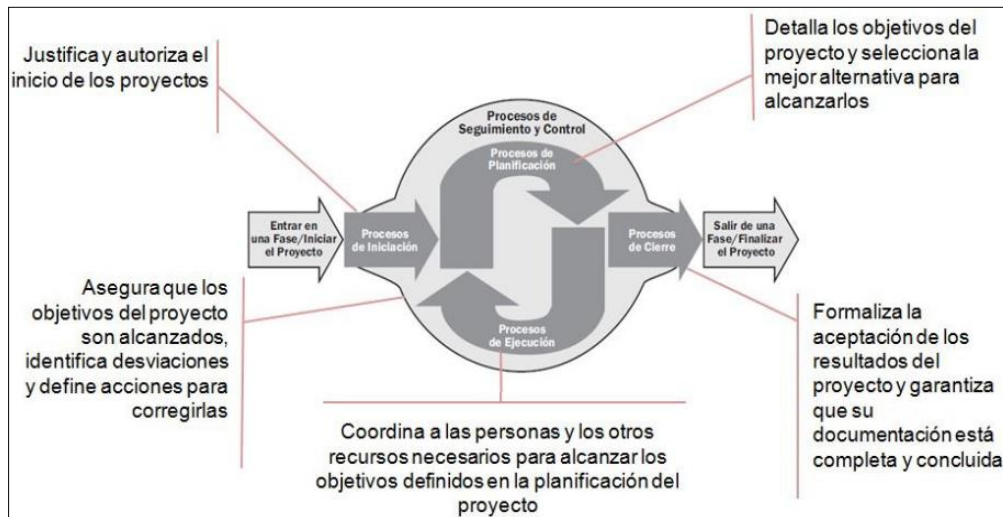 Justifica y autoriza el
inicio de los proyectos
Detalla los objetivos del
proyecto y selecciona la
mejor alternativa para
alcanzarlos
Procesos de
Seguimiento y Control
Procesos de
Planificación
Entrar en
una Fase/Iniciar
el Proyecto
Procesos
de Iniciación
Procesos
de Cierre
Salir de una
Fase/Finalizar
el Proyecto
Procesos
de Ejecución
Asegura que los
objetivos del proyecto
son alcanzados,
identifica desviaciones
y define acciones para
corregirlas
Coordina a las personas y los otros
recursos necesarios para alcanzar los
objetivos definidos en la planificación del
proyecto
Formaliza la
aceptación de los
resultados del
proyecto y garantiza
que su
documentación está
completa y concluida